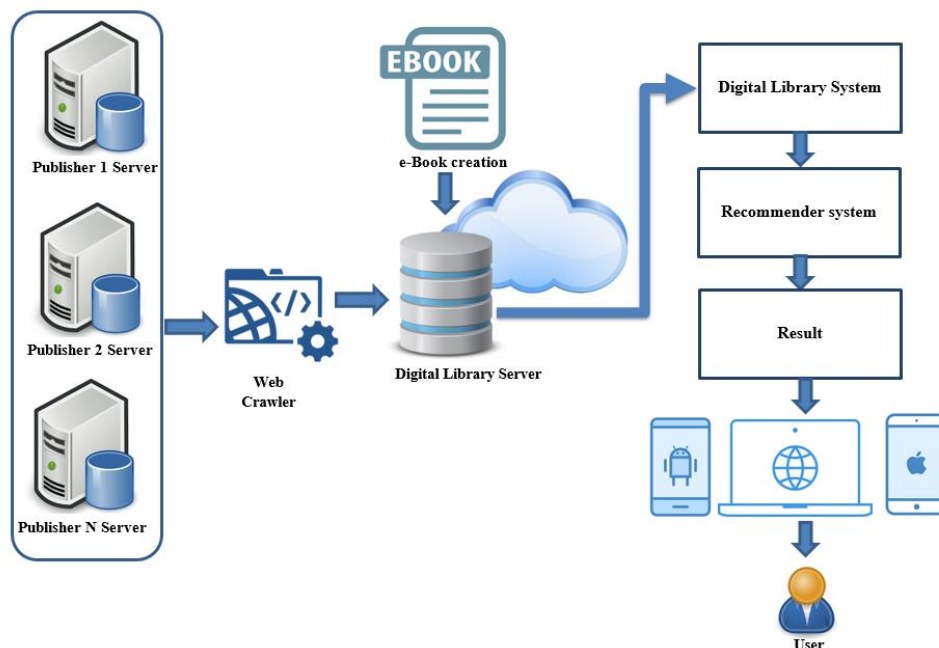 Publisher 1 Server
Publisher 2 Server
Publisher N Server
Web
Crawler
EBOOK
e-Book creation
Digital Library Server
Digital Library System
Recommender system
Result
User